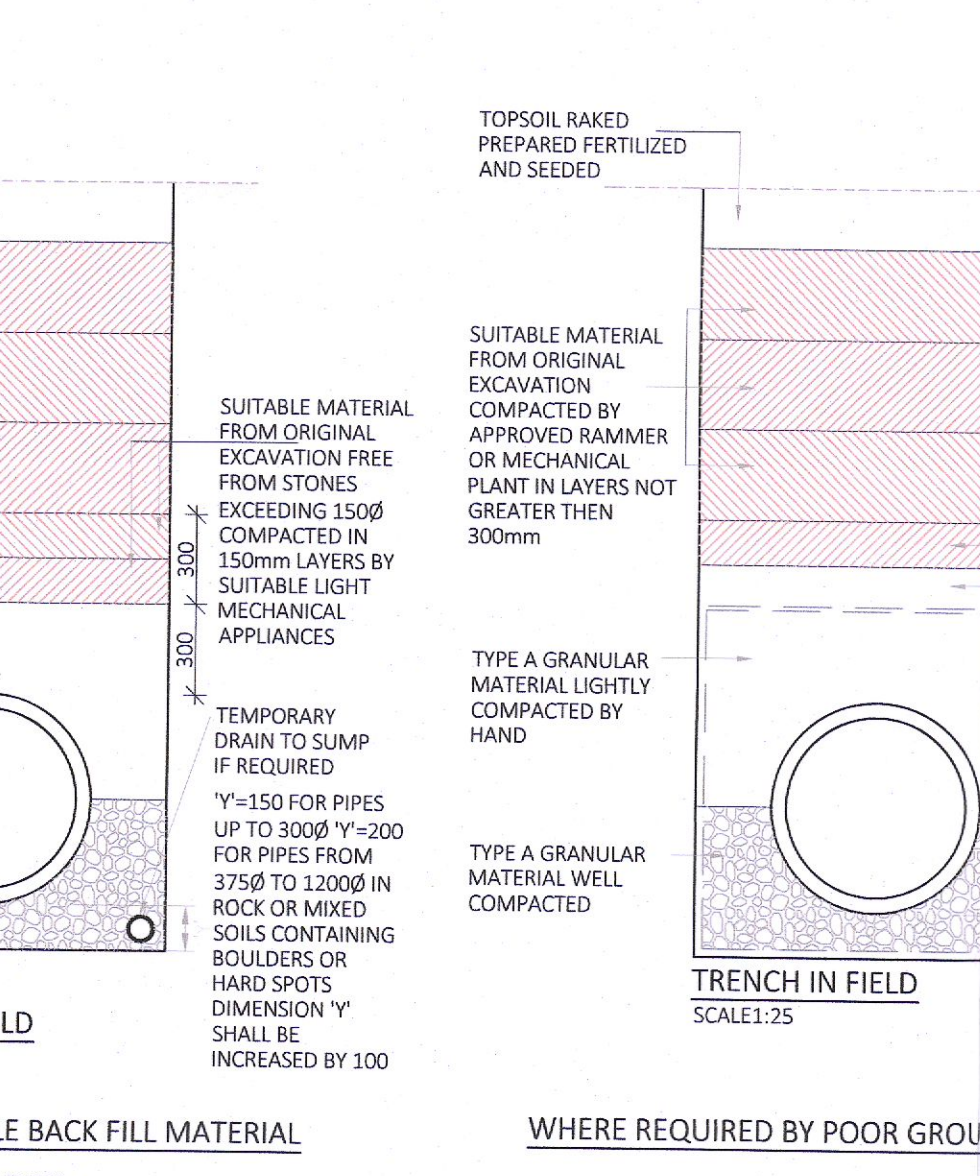 TOPSOIL RAKED
PREPARED FERTILIZED
AND SEEDED
SUITABLE MATERIAL
FROM ORIGINAL
EXCAVATION FREE
FROM STONES
EXCEEDING 150Ø
COMPACTED IN
150mm LAYERS BY
SUITABLE LIGHT
MECHANICAL
APPLIANCES
300
300
TEMPORARY
DRAIN TO SUMP
IF REQUIRED
'Y'=150 FOR PIPES
UP TO 300Ø 'Y'=200
FOR PIPES FROM
375Ø TO 1200Ø IN
ROCK OR MIXED
SOILS CONTAINING
BOULDERS OR
HARD SPOTS
DIMENSION 'Y'
SHALL BE
INCREASED BY 100
LD
LE BACK FILL MATERIAL
SUITABLE MATERIAL
FROM ORIGINAL
EXCAVATION
COMPACTED BY
APPROVED RAMMER
OR MECHANICAL
PLANT IN LAYERS NOT
GREATER THEN
300mm
TYPE A GRANULAR
MATERIAL LIGHTLY
COMPACTED BY
HAND
TYPE A GRANULAR
MATERIAL WELL
COMPACTED
TRENCH IN FIELD
SCALE1:25
WHERE REQUIRED BY POOR GROU